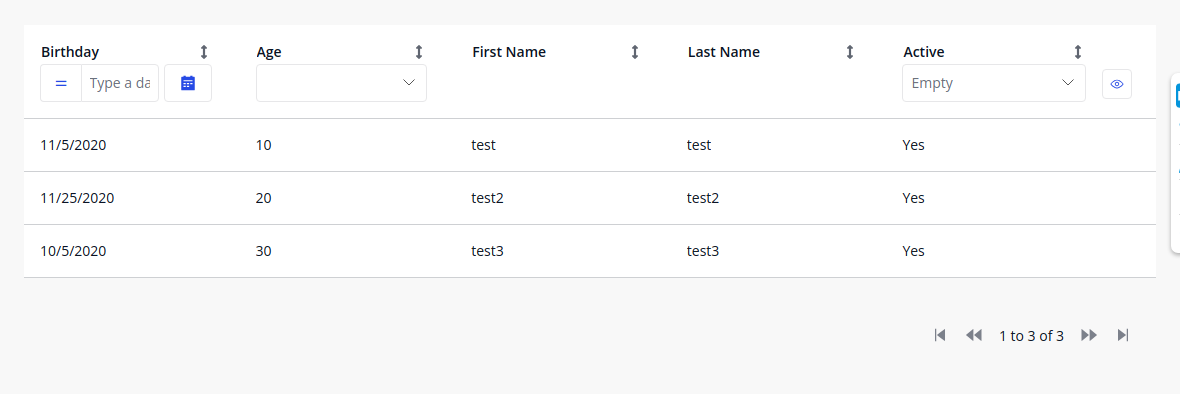 Birthday Age First Name Last Name Active
= Type a da Empty
11/5/2020 10 test test Yes
11/25/2020 20 test2 test2 Yes
10/5/2020 30 test3 test3 Yes
1 to 3 of 3